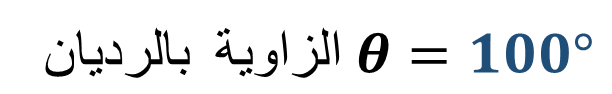 الزاوية بالرديان θ = 100°